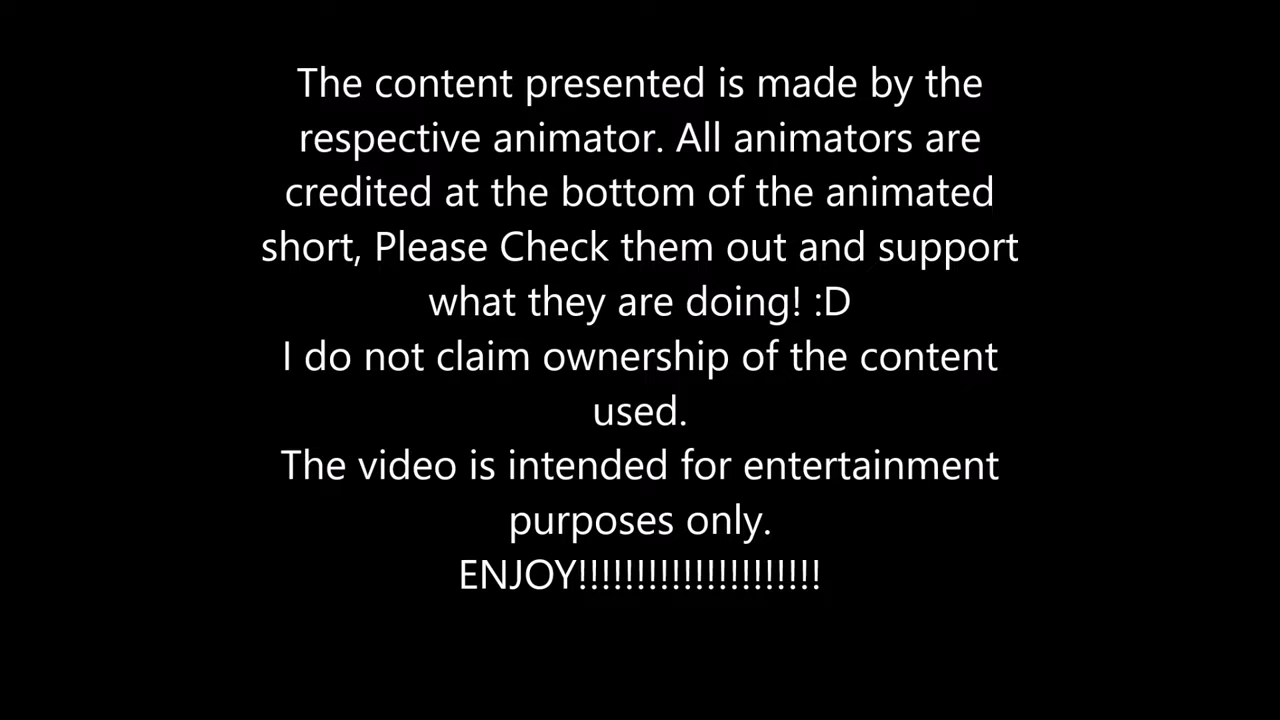 The content presented is made by the
respective animator. All animators are
credited at the bottom of the animated
short, Please Check them out and support
what they are doing! :D
I do not claim ownership of the content
used.
The video is intended for entertainment
purposes only.
ENJOY!!!!!!!!!!!!!!!!!!!!!